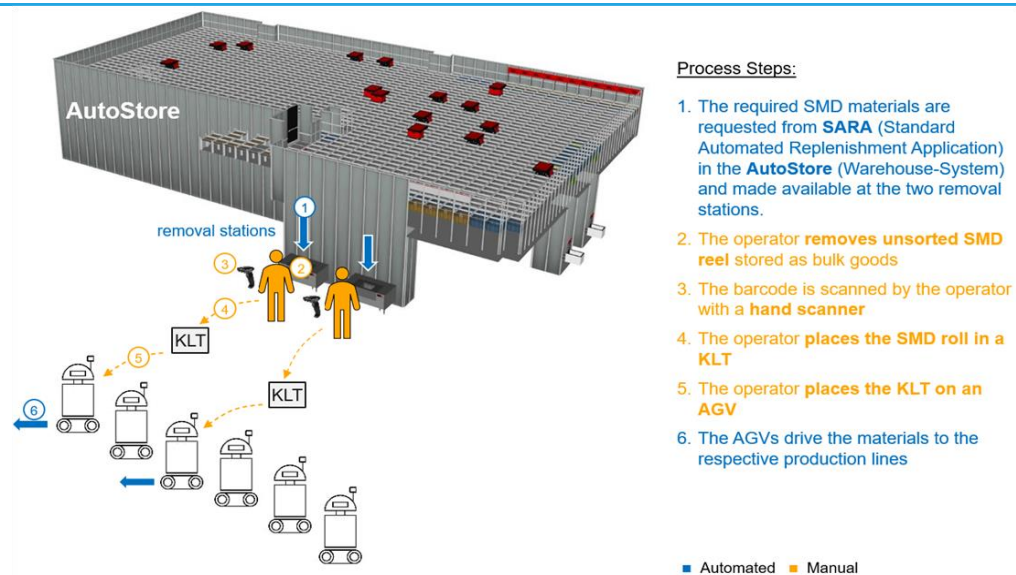 AutoStore
removal stations
1
2
3
4
5
6
KLT
KLT
Process Steps:
1. The required SMD materials are
requested from SARA (Standard
Automated Replenishment Application)
in the AutoStore (Warehouse-System)
and made available at the two removal
stations.
2. The operator removes unsorted SMD
reel stored as bulk goods
3. The barcode is scanned by the operator
with a hand scanner
4. The operator places the SMD roll in a
KLT
5. The operator places the KLT on an
AGV
6. The AGVs drive the materials to the
respective production lines
Automated
Manual